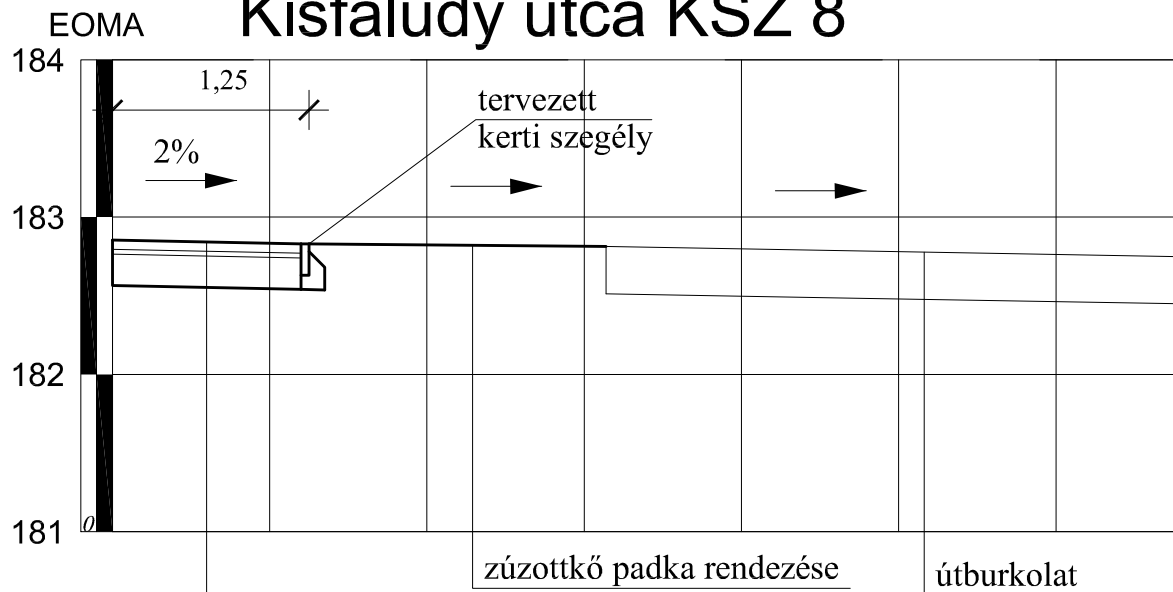 Kisfaludy utca KSZ 8
EOMA
184
1,25
tervezett
kerti szegély
2%
183
182
181
0
zúzottkő padka rendezése
útburkolat